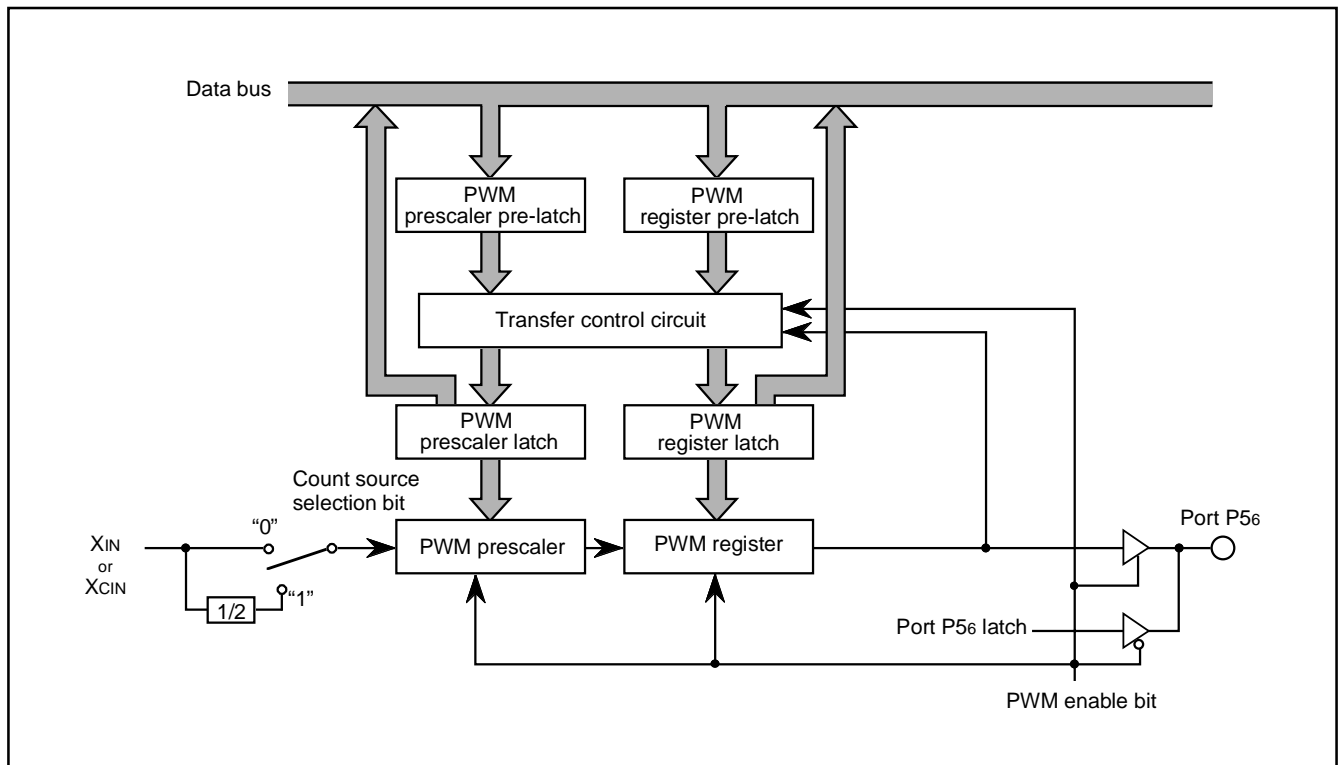 Data bus
PWM
prescaler pre-latch
PWM
register pre-latch
Transfer control circuit
PWM
prescaler latch
PWM
register latch
Count source
selection bit
“0”
XIN
or
XCIN
“1”
1/2
PWM prescaler
PWM register
Port P56
Port P56 latch
PWM enable bit